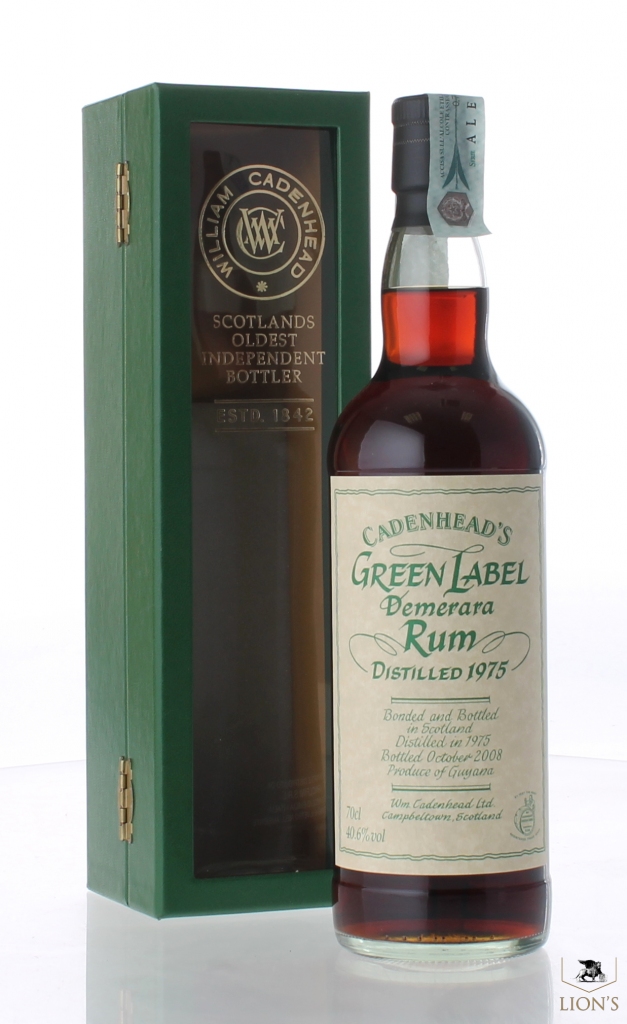 WILLIAM CADENHEAD
WC
SCOTLANDS
OLDEST
INDEPENDENT
BOTTLER
ESTD. 1842
ALE
CADENHEAD'S
GREEN LABEL
Demerara
Rum
DISTILLED 1975
Bonded and Bottled
in Scotland
Distilled in 1975
Bottled October 2008
Produce of Guyana
Wm Cadenhead Ltd.
Campbeltown, Scotland
70cl
40.6% vol
LION'S